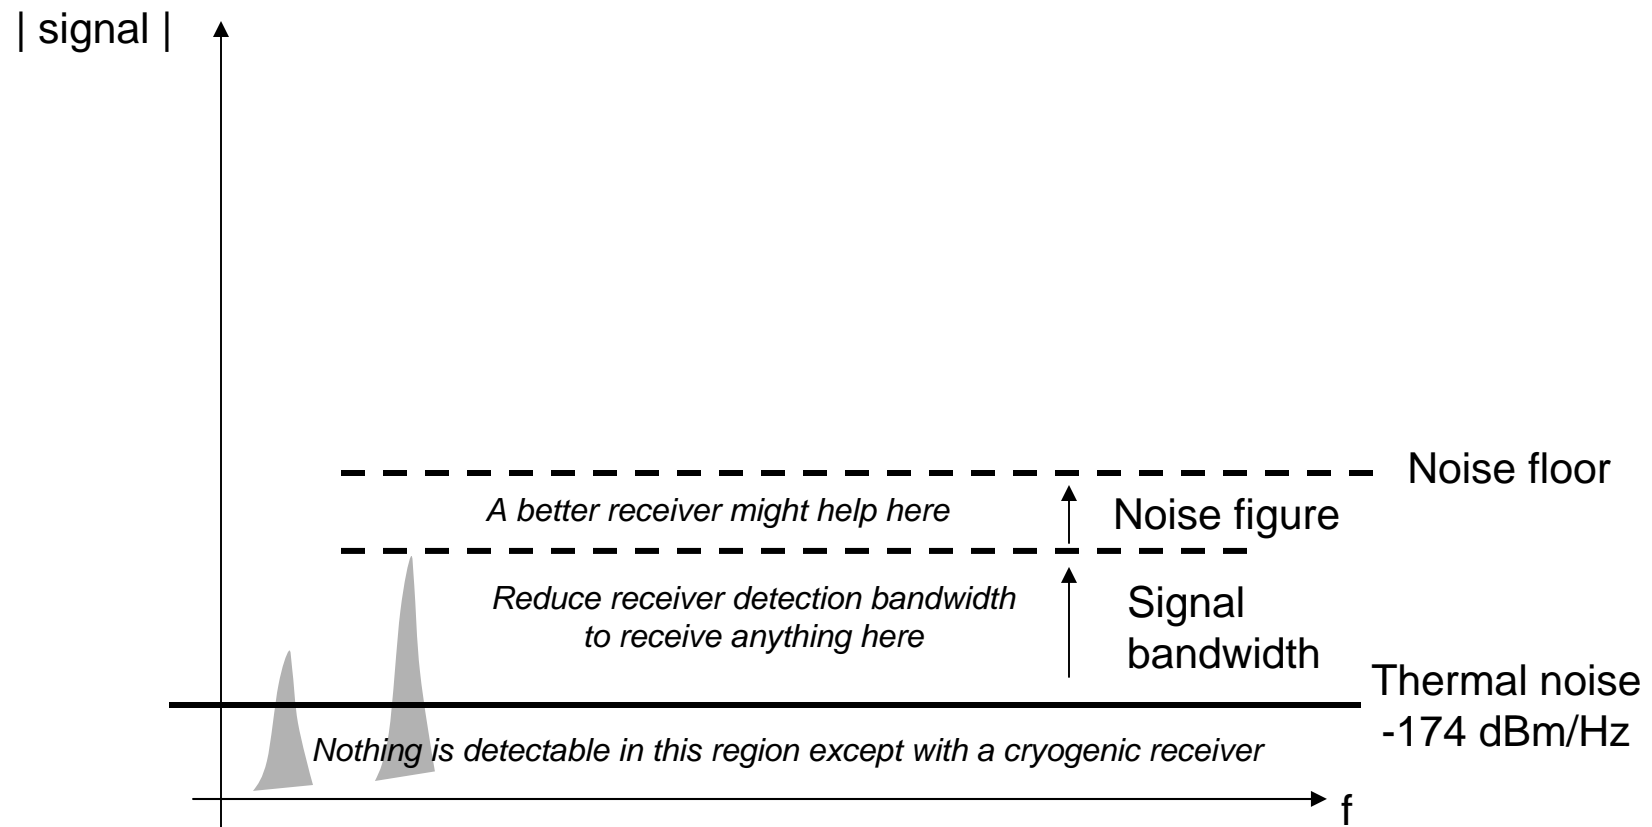 | signal |
Noise floor
A better receiver might help here
Noise figure
Reduce receiver detection bandwidth
to receive anything here
Signal
bandwidth
Thermal noise
-174 dBm/Hz
Nothing is detectable in this region except with a cryogenic receiver
f